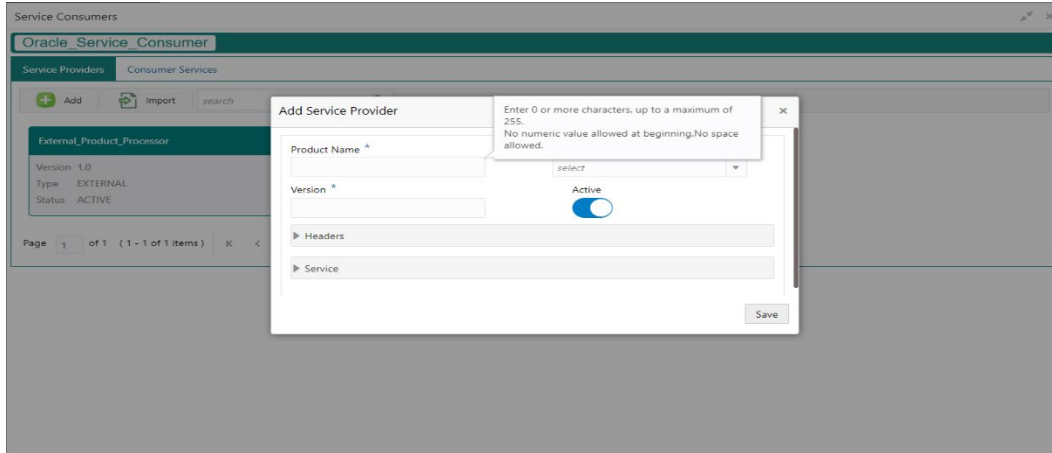 Service Consumers
Oracle_Service_Consumer
Service Providers Consumer Services
Add Import search
External_Product_Processor
Version 1.0
Type EXTERNAL
Status ACTIVE
Page 1 of 1 ( 1 - 1 of 1 items )
Add Service Provider
Enter 0 or more characters, up to a maximum of
255.
No numeric value allowed at beginning.No space
allowed.
Product Name *
select
Version * Active
Headers
Service
Save